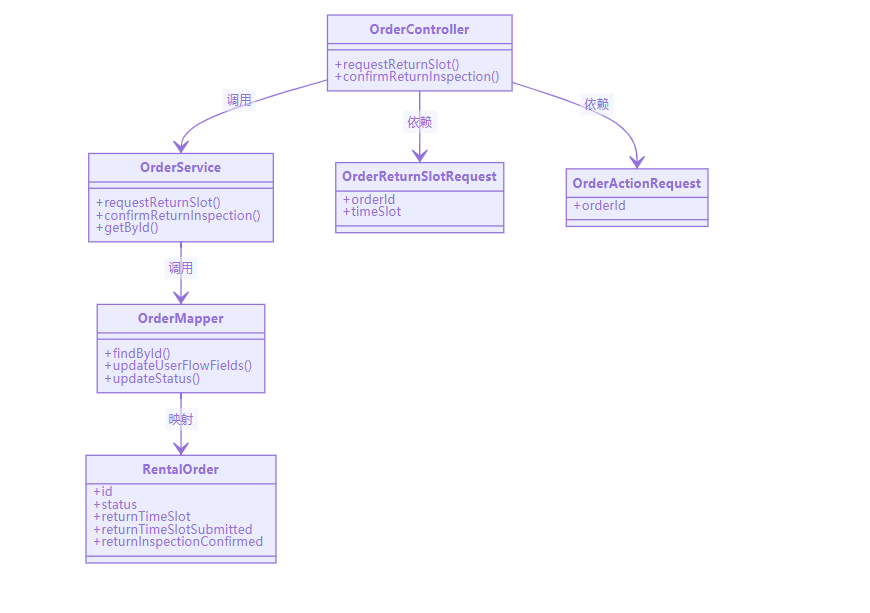 OrderController
+requestReturnSlot()
+confirmReturnInspection()
调用
依赖
依赖
OrderService
+requestReturnSlot()
+confirmReturnInspection()
+getById()
OrderReturnSlotRequest
+orderId
+timeSlot
OrderActionRequest
+orderId
调用
OrderMapper
+findById()
+updateUserFlowFields()
+updateStatus()
映射
RentalOrder
+id
+status
+returnTimeSlot
+returnTimeSlotSubmitted
+returnInspectionConfirmed